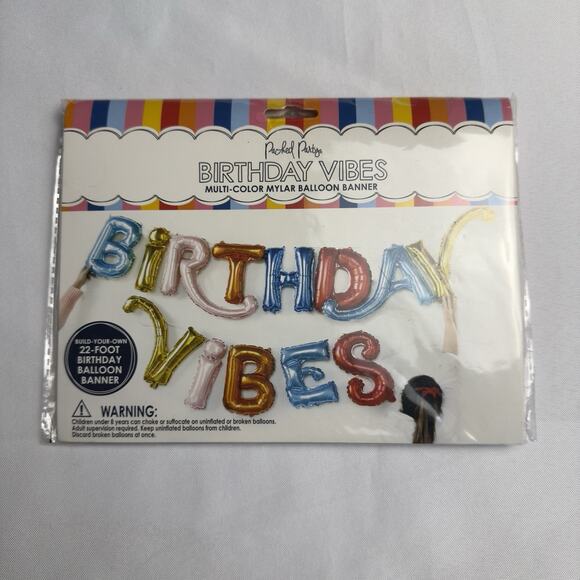 Packed Party
BIRTHDAY VIBES
MULTI-COLOR MYLAR BALLOON BANNER
BIRTHDAY
VIBES
BUILD-YOUR-OWN
22-FOOT
BIRTHDAY
BALLOON
BANNER
WARNING:
Children under 8 years can choke or suffocate on uninflated or broken balloons.
Adult supervision required. Keep uninflated balloons from children.
Discard broken balloons at once.